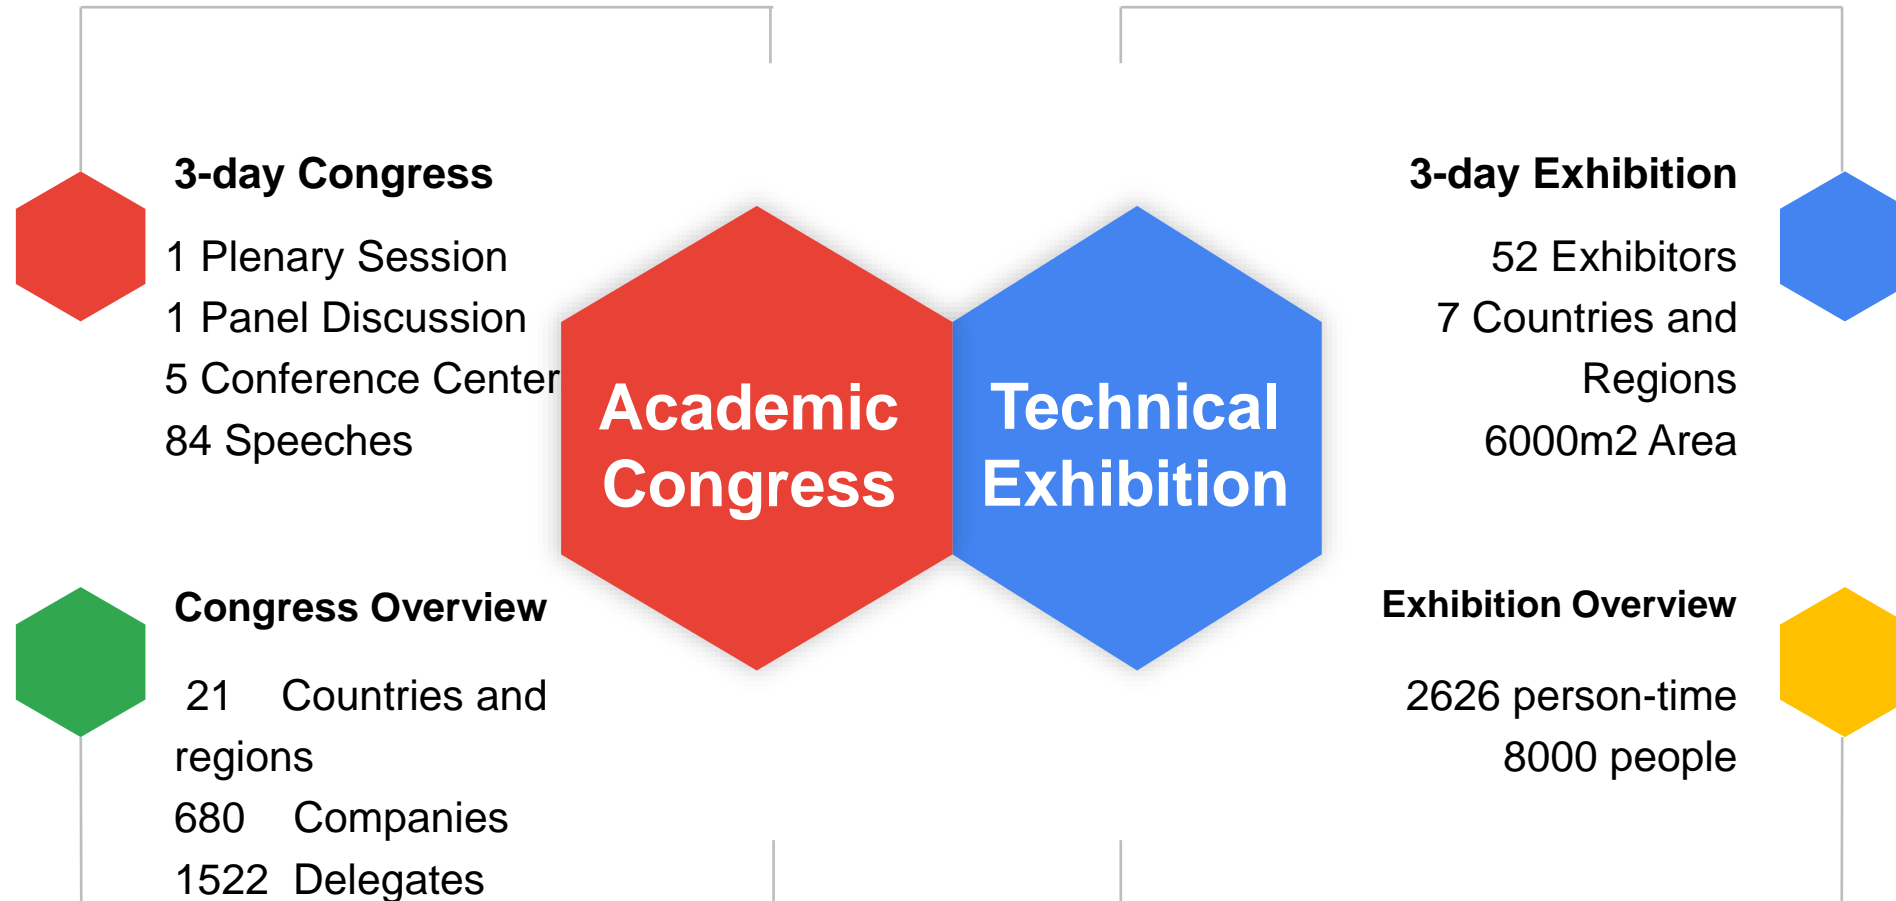 3-day Congress
1 Plenary Session
1 Panel Discussion
5 Conference Center
84 Speeches
Congress Overview
21 Countries and
regions
680 Companies
1522 Delegates
Academic
Congress
Technical
Exhibition
3-day Exhibition
52 Exhibitors
7 Countries and
Regions
6000m2 Area
Exhibition Overview
2626 person-time
8000 people